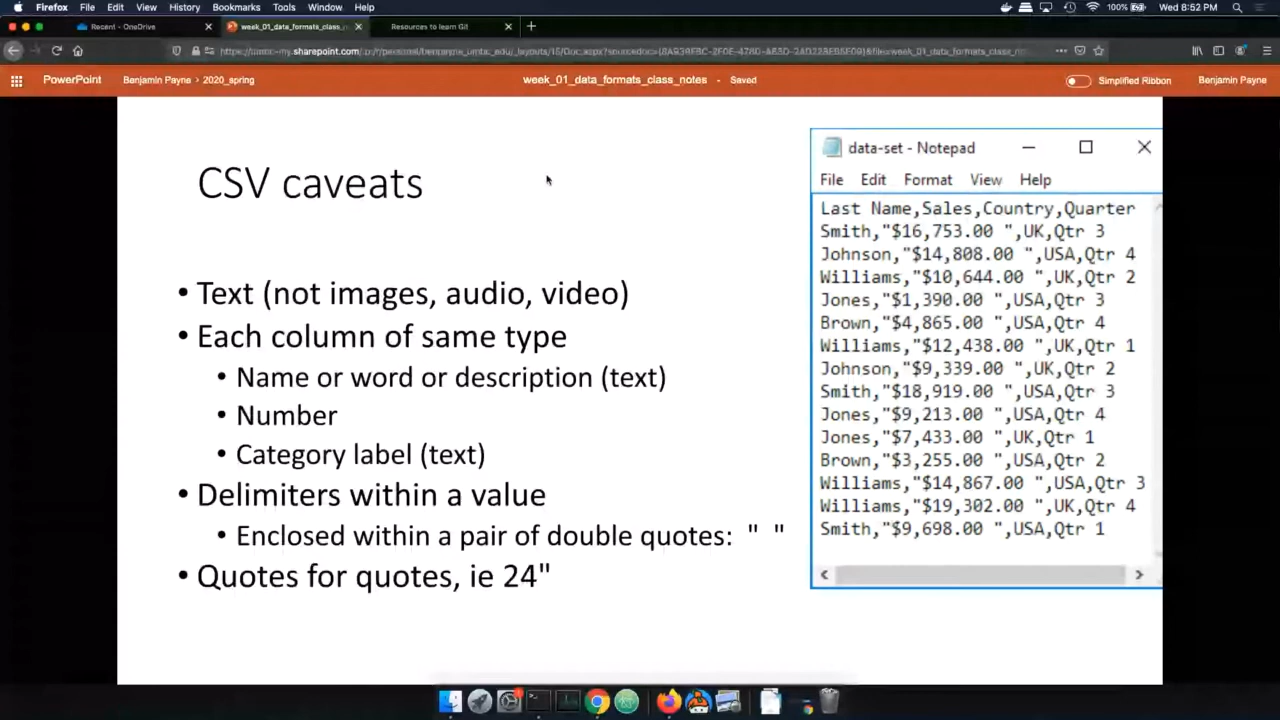 Firefox File Edit View History Bookmarks Tools Window Help 100% Wed 8:52 PM
Recent - OneDrive week_01_data_formats_class_n Resources to learn Git
PowerPoint Benjamin Payne > 2020_spring week_01_data_formats_class_notes - Saved Simplified Ribbon Benjamin Payne
CSV caveats
• Text (not images, audio, video)
• Each column of same type
• Name or word or description (text)
• Number
• Category label (text)
• Delimiters within a value
• Enclosed within a pair of double quotes: " "
• Quotes for quotes, ie 24"
data-set - Notepad
File Edit Format View Help
Last Name,Sales,Country,Quarter
Smith,"$16,753.00 ",UK,Qtr 3
Johnson,"$14,808.00 ",USA,Qtr 4
Williams,"$10,644.00 ",UK,Qtr 2
Jones,"$1,390.00 ",USA,Qtr 3
Brown,"$4,865.00 ",USA,Qtr 4
Williams,"$12,438.00 ",UK,Qtr 1
Johnson,"$9,339.00 ",UK,Qtr 2
Smith,"$18,919.00 ",USA,Qtr 3
Jones,"$9,213.00 ",USA,Qtr 4
Jones,"$7,433.00 ",UK,Qtr 1
Brown,"$3,255.00 ",USA,Qtr 2
Williams,"$14,867.00 ",USA,Qtr 3
Williams,"$19,302.00 ",UK,Qtr 4
Smith,"$9,698.00 ",USA,Qtr 1